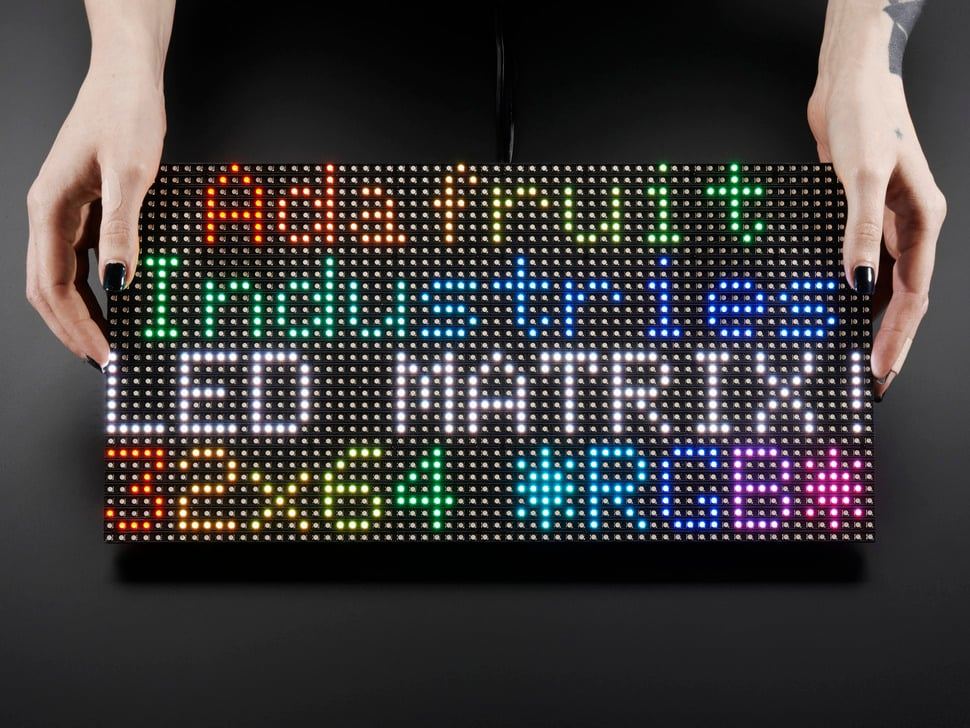 Adafruit
Industries
LED MATRIX!
32x64 *RGB*